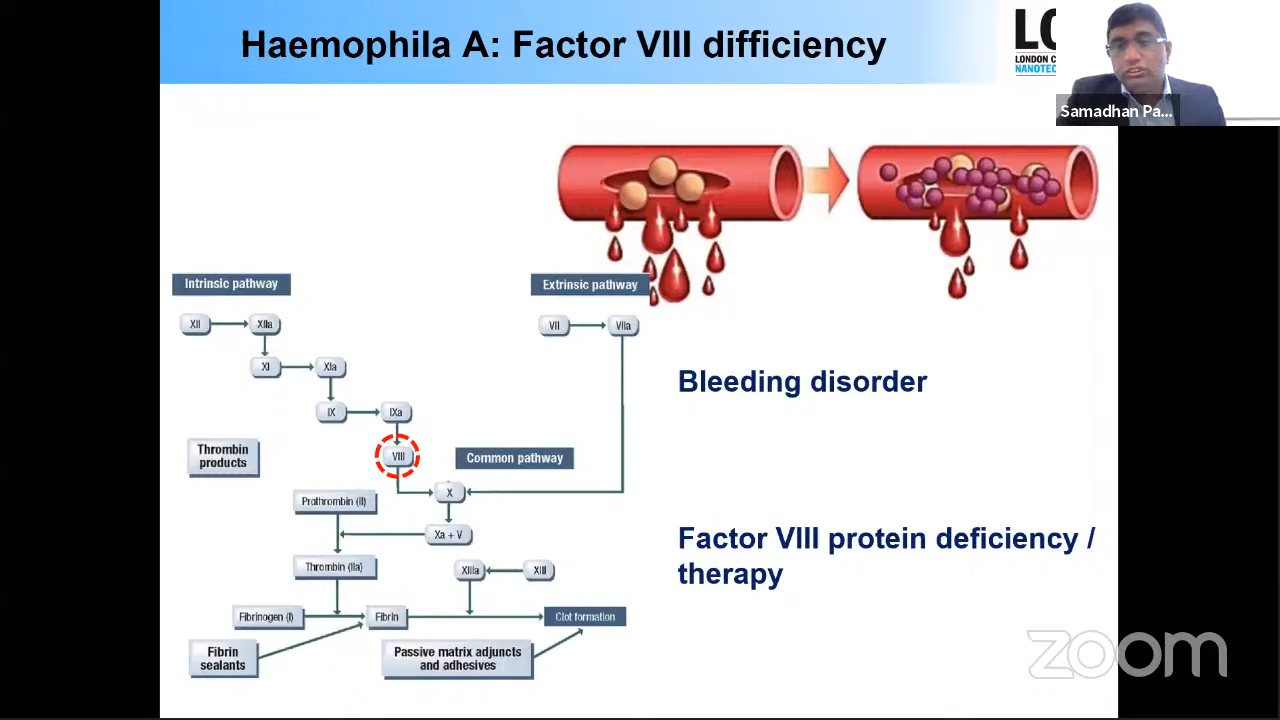 Haemophila A: Factor VIII difficiency
LONDON C
NANOTEC
Samadhan Pa...
Intrinsic pathway
Extrinsic pathway
XII
XIIa
VII
VIIa
XI
XIa
IX
IXa
Bleeding disorder
Thrombin
products
VIII
Common pathway
X
Prothrombin (II)
Xa + V
Factor VIII protein deficiency /
therapy
Thrombin (IIa)
XIIIa
XIII
Fibrinogen (I)
Fibrin
Clot formation
Fibrin
sealants
Passive matrix adjuncts
and adhesives
zoom